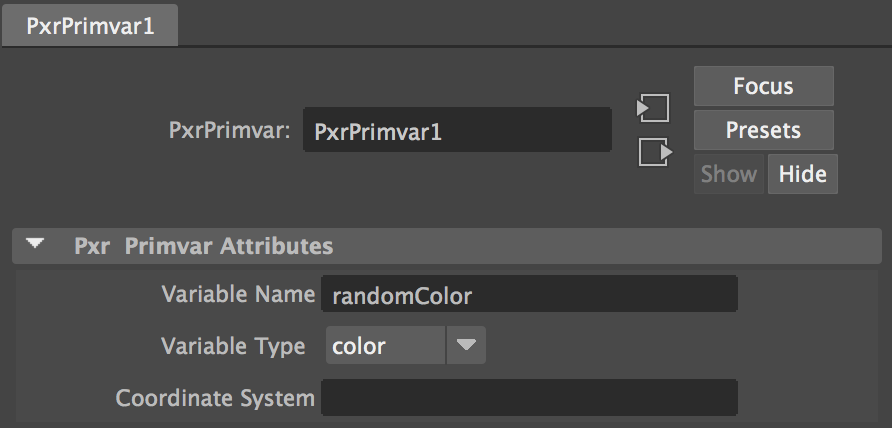 PxrPrimvar1
Focus
PxrPrimvar: PxrPrimvar1
Presets
Show Hide
Pxr Primvar Attributes
Variable Name randomColor
Variable Type color
Coordinate System